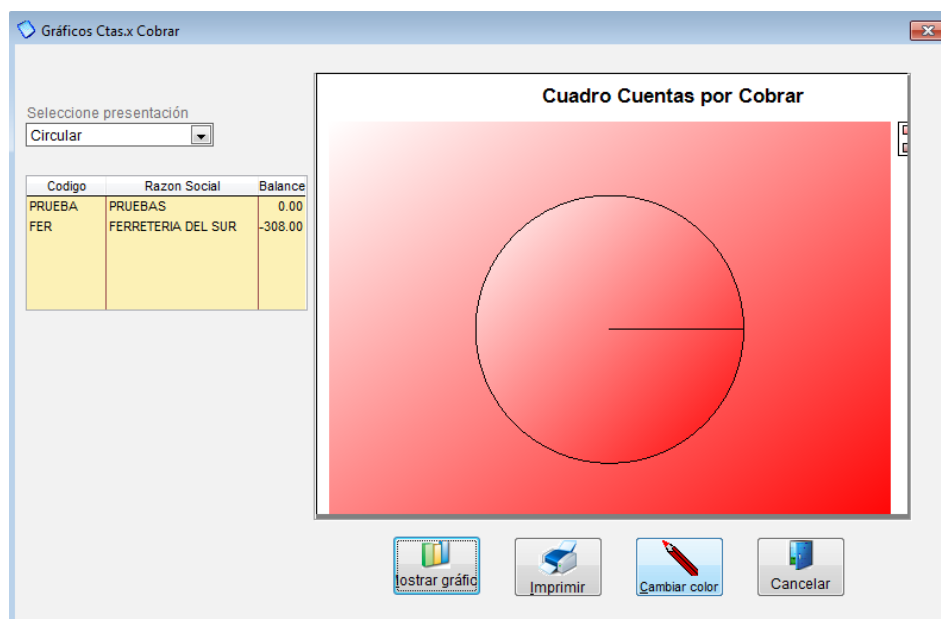 Gráficos Ctas.x Cobrar
Seleccione presentación
Circular
Codigo Razon Social Balance
PRUEBA PRUEBAS 0.00
FER FERRETERIA DEL SUR -308.00
Cuadro Cuentas por Cobrar
lostrar gráfic
Imprimir
Cambiar color
Cancelar